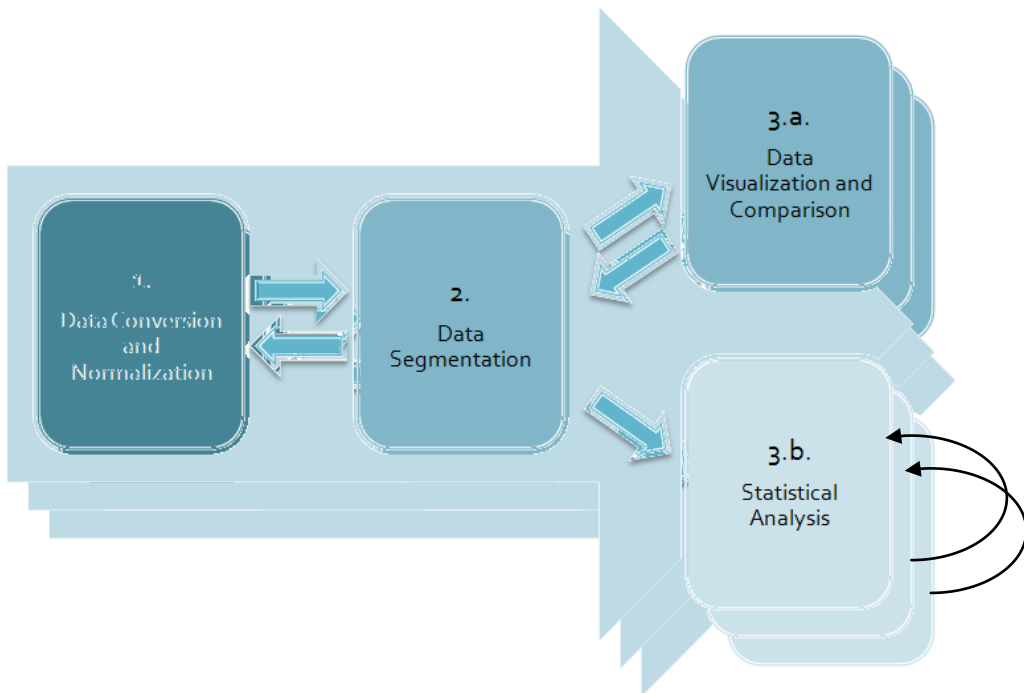 1.
Data Conversion
and
Normalization
2.
Data
Segmentation
3.a.
Data
Visualization and
Comparison
3.b.
Statistical
Analysis